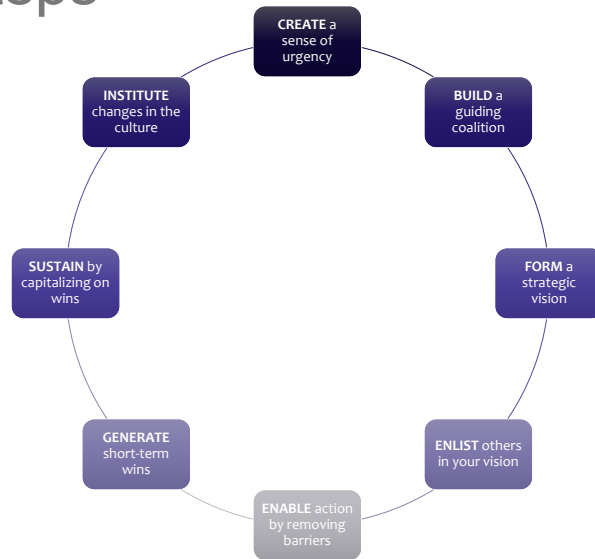 CREATE a
sense of
urgency
BUILD a
guiding
coalition
FORM a
strategic
vision
ENLIST others
in your vision
ENABLE action
by removing
barriers
GENERATE
short-term
wins
SUSTAIN by
capitalizing on
wins
INSTITUTE
changes in the
culture